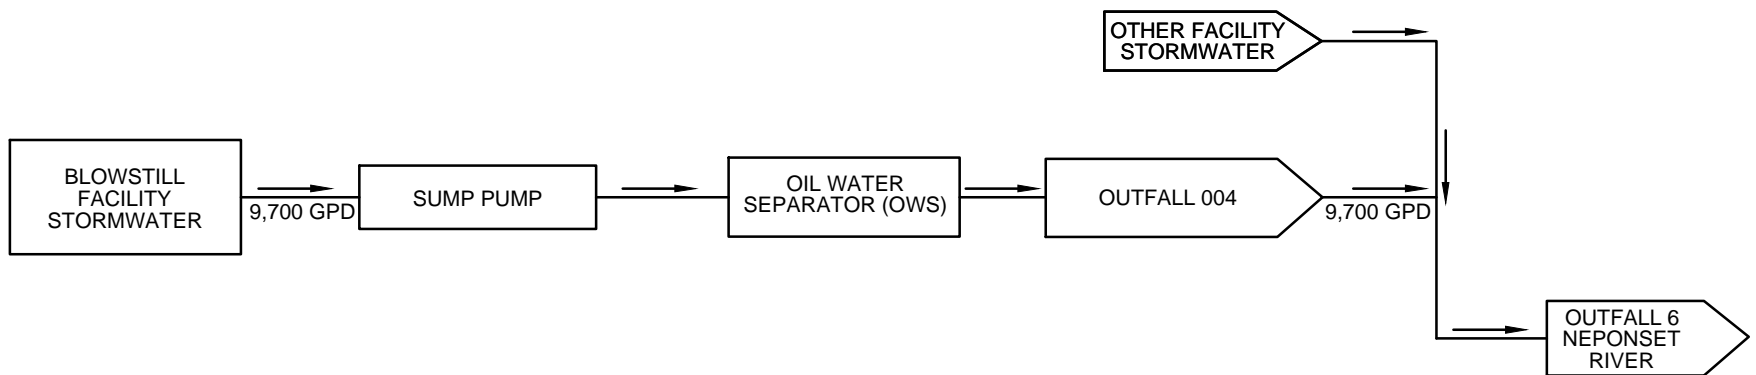 OTHER FACILITY
STORMWATER
BLOWSTILL
FACILITY
STORMWATER
9,700 GPD
SUMP PUMP
OIL WATER
SEPARATOR (OWS)
OUTFALL 004
9,700 GPD
OUTFALL 6
NEPONSET
RIVER